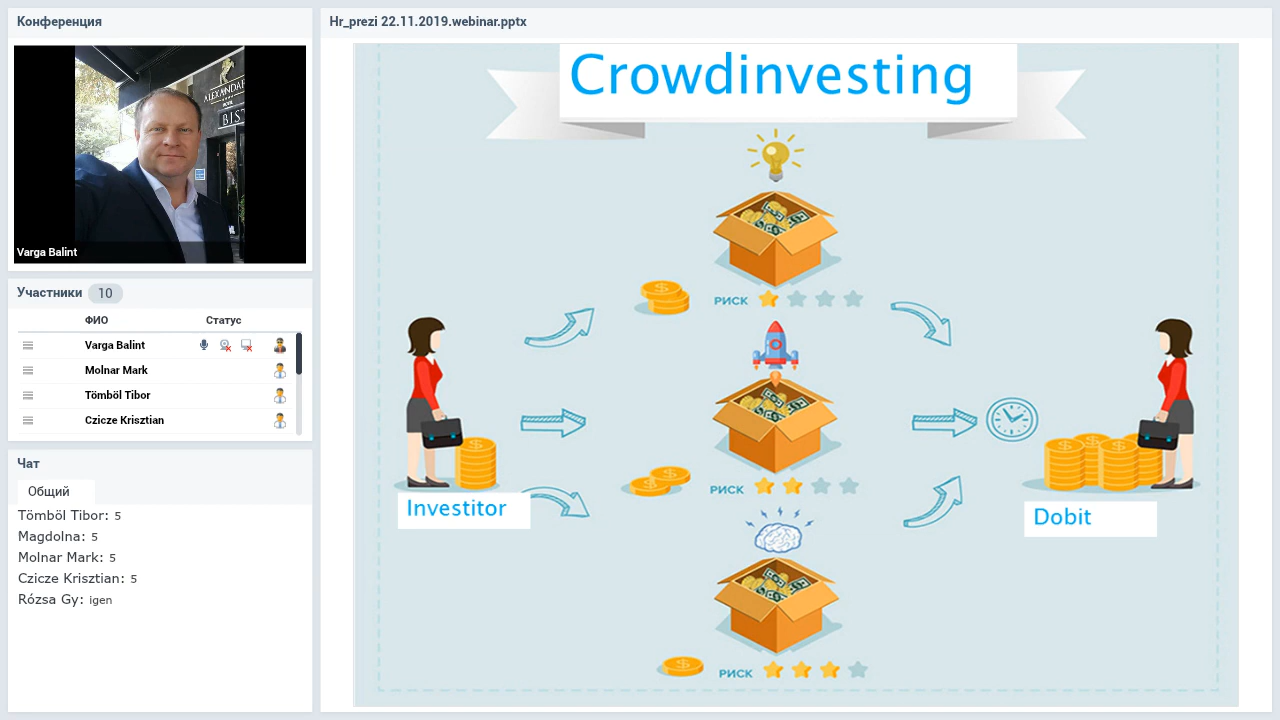 Конференция
ALEXANDAR
BIST
Varga Balint
Участники 10
ФИО Статус
Varga Balint
Molnar Mark
Tömböl Tibor
Czicze Krisztian
Чат
Общий
Tömböl Tibor: 5
Magdolna: 5
Molnar Mark: 5
Czicze Krisztian: 5
Rózsa Gy: igen
Hr_prezi 22.11.2019.webinar.pptx
Crowdinvesting
РИСК
РИСК
Investitor
Dobit
РИСК